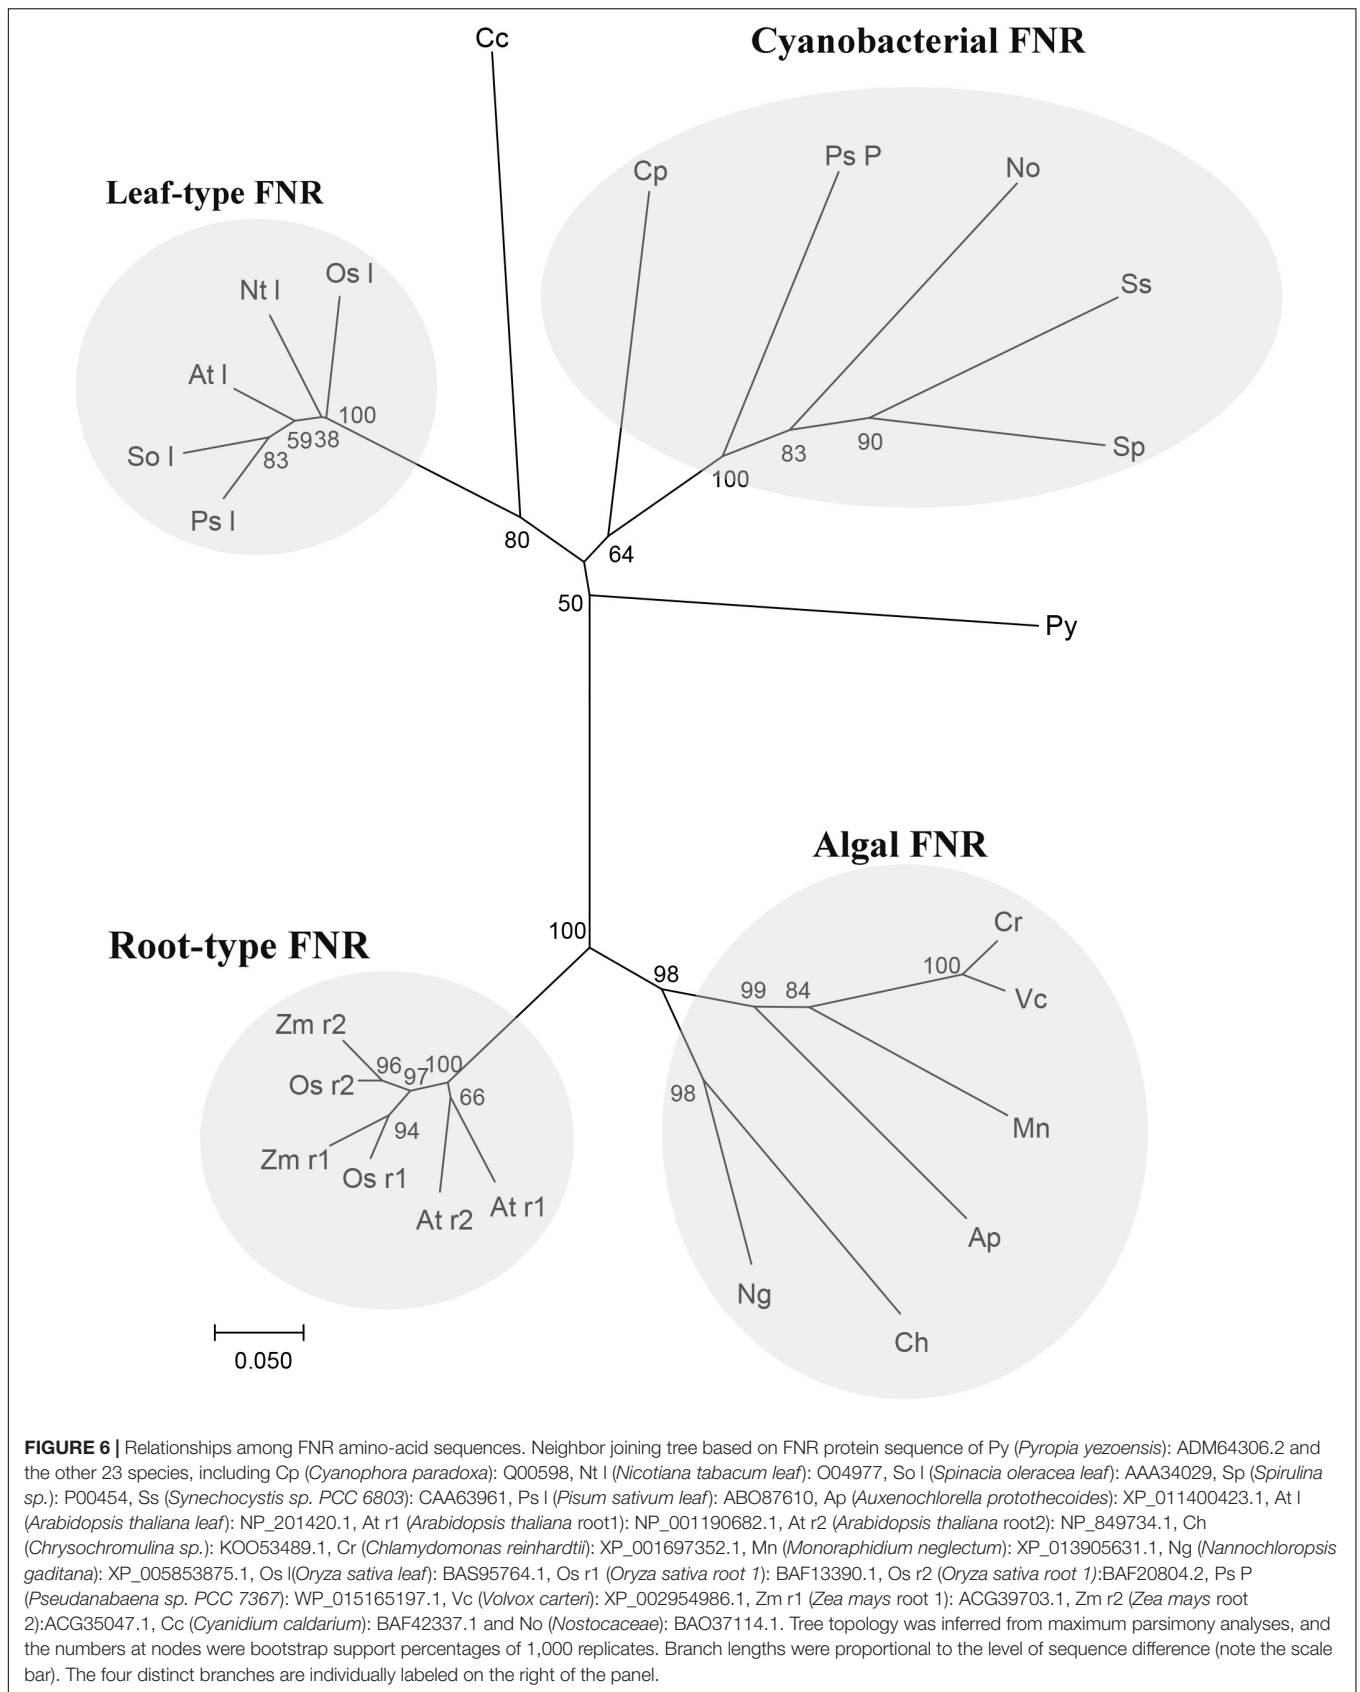 Cc
Cyanobacterial FNR
Cp
Ps P
No
Ss
Sp
100
83
90
Leaf-type FNR
Nt l
Os l
At l
So l
Ps l
100
59
38
83
80
64
50
Py
100
Root-type FNR
Zm r2
Os r2
Zm r1
Os r1
At r2
At r1
96
97
100
66
94
Algal FNR
98
99
84
100
Cr
Vc
Mn
Ap
98
Ng
Ch
0.050
FIGURE 6 | Relationships among FNR amino-acid sequences. Neighbor joining tree based on FNR protein sequence of Py (Pyropia yezoensis): ADM64306.2 and
the other 23 species, including Cp (Cyanophora paradoxa): Q00598, Nt l (Nicotiana tabacum leaf): O04977, So l (Spinacia oleracea leaf): AAA34029, Sp (Spirulina
sp.): P00454, Ss (Synechocystis sp. PCC 6803): CAA63961, Ps l (Pisum sativum leaf): ABO87610, Ap (Auxenochlorella protothecoides): XP_011400423.1, At l
(Arabidopsis thaliana leaf): NP_201420.1, At r1 (Arabidopsis thaliana root1): NP_001190682.1, At r2 (Arabidopsis thaliana root2): NP_849734.1, Ch
(Chrysochromulina sp.): KOO53489.1, Cr (Chlamydomonas reinhardtii): XP_001697352.1, Mn (Monoraphidium neglectum): XP_013905631.1, Ng (Nannochloropsis
gaditana): XP_005853875.1, Os l(Oryza sativa leaf): BAS95764.1, Os r1 (Oryza sativa root 1): BAF13390.1, Os r2 (Oryza sativa root 1):BAF20804.2, Ps P
(Pseudanabaena sp. PCC 7367): WP_015165197.1, Vc (Volvox carteri): XP_002954986.1, Zm r1 (Zea mays root 1): ACG39703.1, Zm r2 (Zea mays root
2):ACG35047.1, Cc (Cyanidium caldarium): BAF42337.1 and No (Nostocaceae): BAO37114.1. Tree topology was inferred from maximum parsimony analyses, and
the numbers at nodes were bootstrap support percentages of 1,000 replicates. Branch lengths were proportional to the level of sequence difference (note the scale
bar). The four distinct branches are individually labeled on the right of the panel.